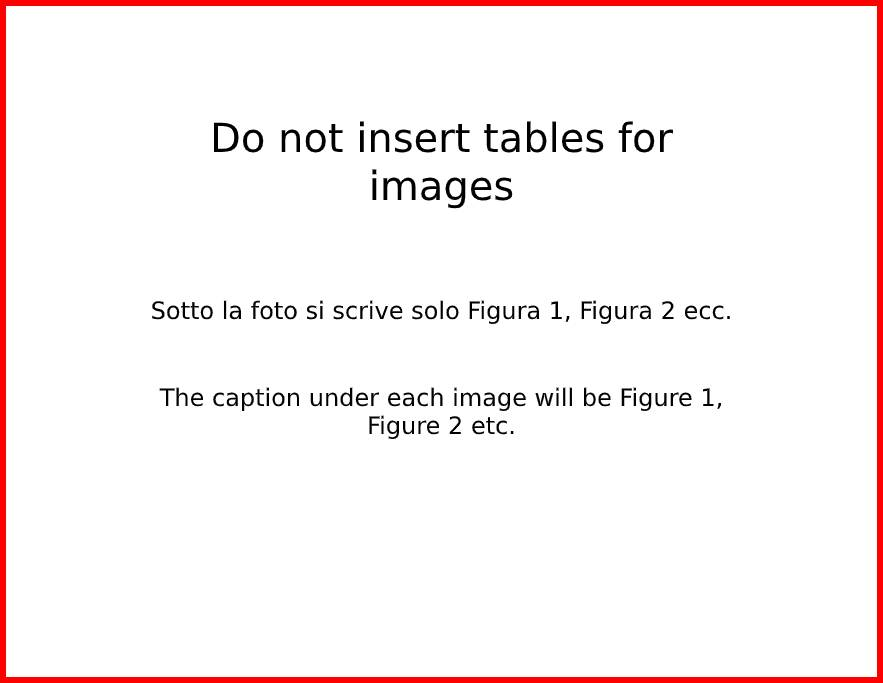 Do not insert tables for
images
Sotto la foto si scrive solo Figura 1, Figura 2 ecc.
The caption under each image will be Figure 1,
Figure 2 etc.